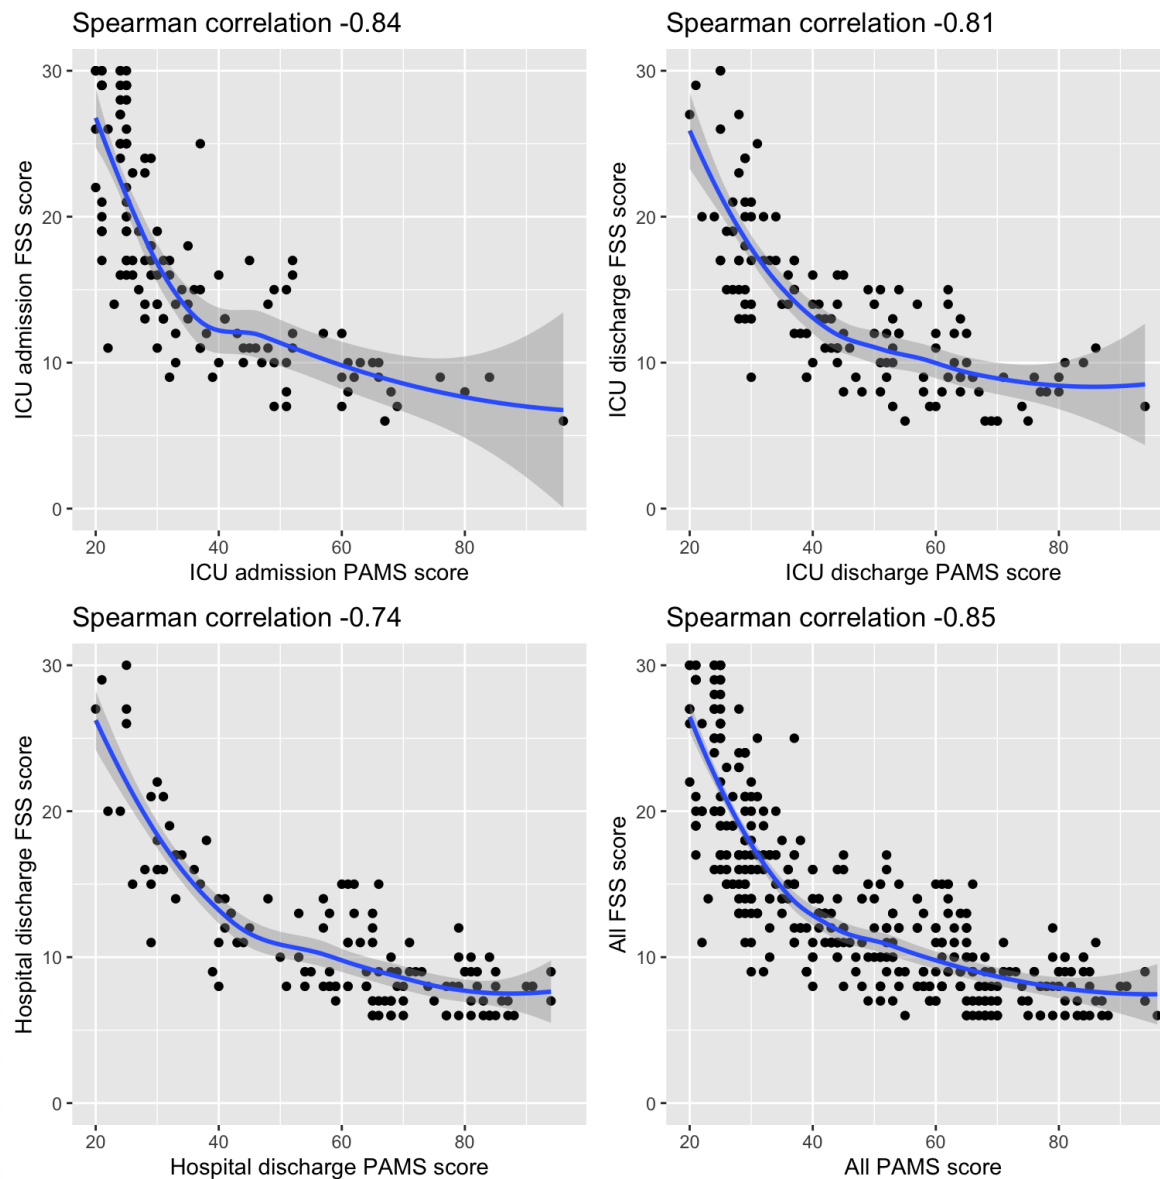 Spearman correlation -0.84
30
20
10
0
ICU admission FSS score
20 40 60 80
ICU admission PAMS score
Spearman correlation -0.81
30
20
10
0
ICU discharge FSS score
20 40 60 80
ICU discharge PAMS score
Spearman correlation -0.74
30
20
10
0
Hospital discharge FSS score
20 40 60 80
Hospital discharge PAMS score
Spearman correlation -0.85
30
20
10
0
All FSS score
20 40 60 80
All PAMS score